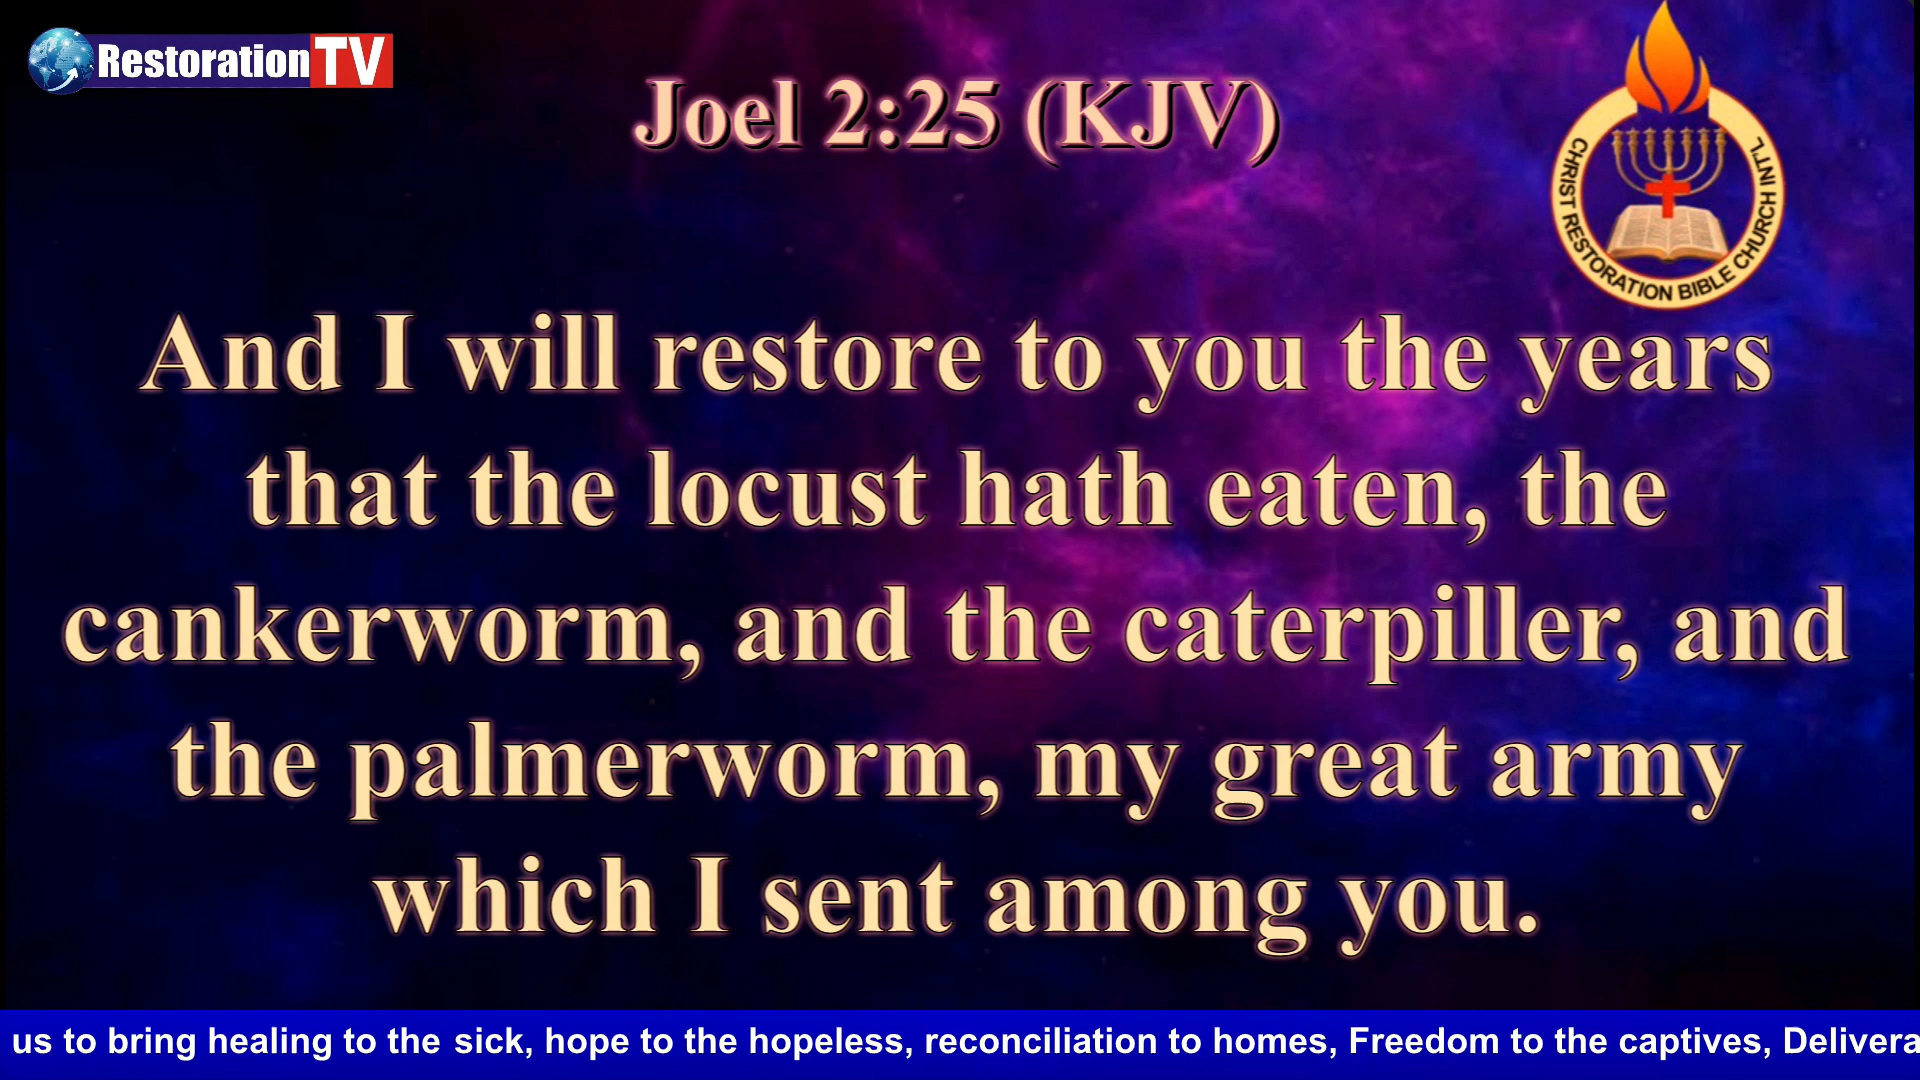 RestorationTV
Joel 2:25 (KJV)
CHRIST RESTORATION BIBLE CHURCH INT'L
And I will restore to you the years
that the locust hath eaten, the
cankerworm, and the caterpiller, and
the palmerworm, my great army
which I sent among you.
us to bring healing to the sick, hope to the hopeless, reconciliation to homes, Freedom to the captives, Delivera